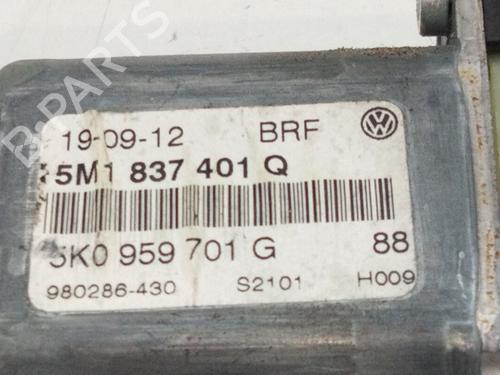 19-09-12 BRF
5M1 837 401 Q
5K0 959 701 G 88
980286-430 S2101 H009
B-Parts